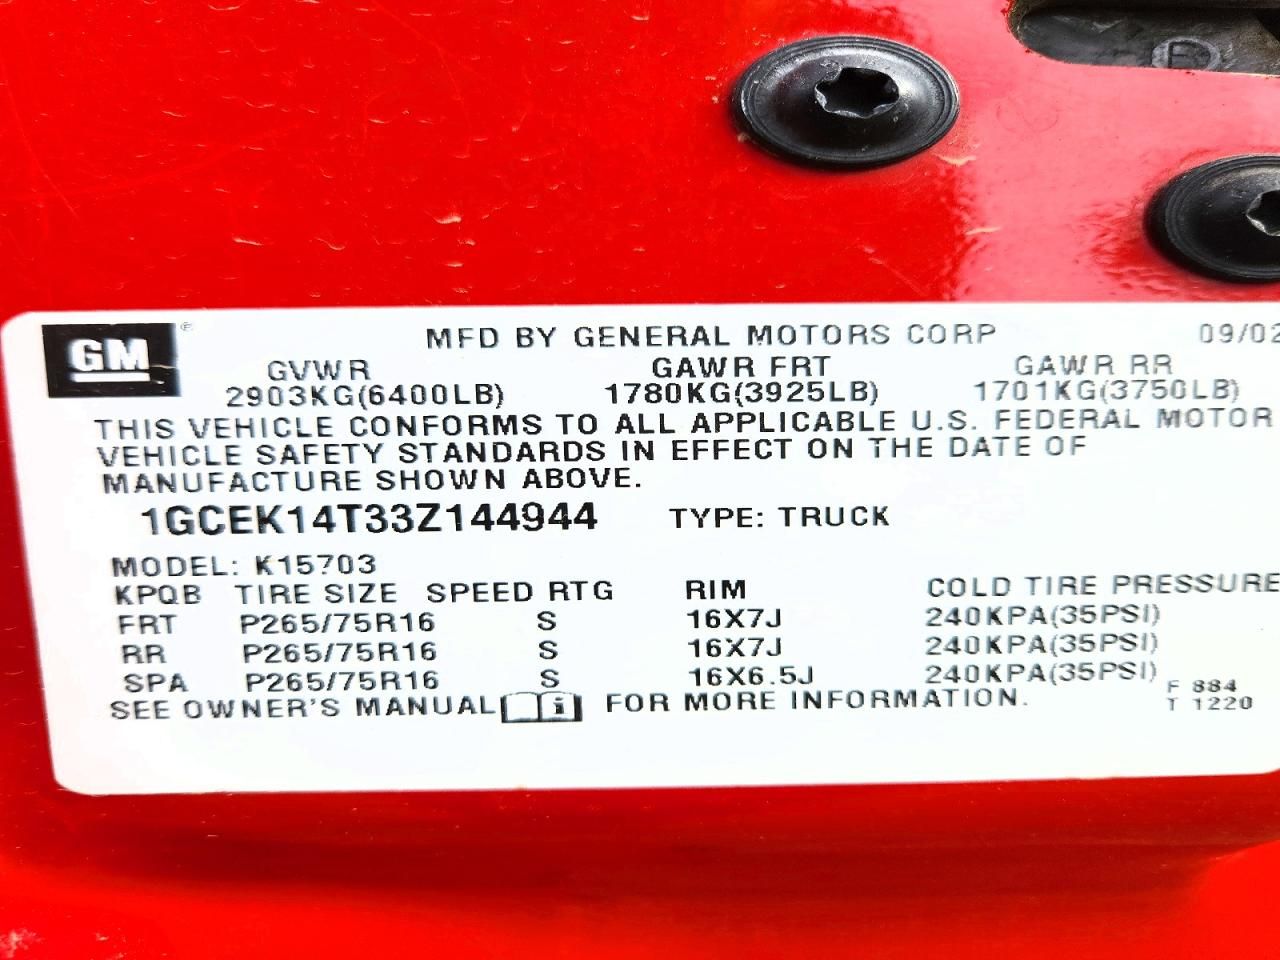 GM ®
MFD BY GENERAL MOTORS CORP 09/02
GVWR GAWR FRT GAWR RR
2903KG(6400LB) 1780KG(3925LB) 1701KG(3750LB)
THIS VEHICLE CONFORMS TO ALL APPLICABLE U.S. FEDERAL MOTOR
VEHICLE SAFETY STANDARDS IN EFFECT ON THE DATE OF
MANUFACTURE SHOWN ABOVE.
1GCEK14T33Z144944 TYPE: TRUCK
MODEL: K15703
KPQB TIRE SIZE SPEED RTG RIM COLD TIRE PRESSURE
FRT P265/75R16 S 16X7J 240KPA(35PSI)
RR P265/75R16 S 16X7J 240KPA(35PSI)
SPA P265/75R16 S 16X6.5J 240KPA(35PSI)
SEE OWNER'S MANUAL i FOR MORE INFORMATION.
F 884
T 1220